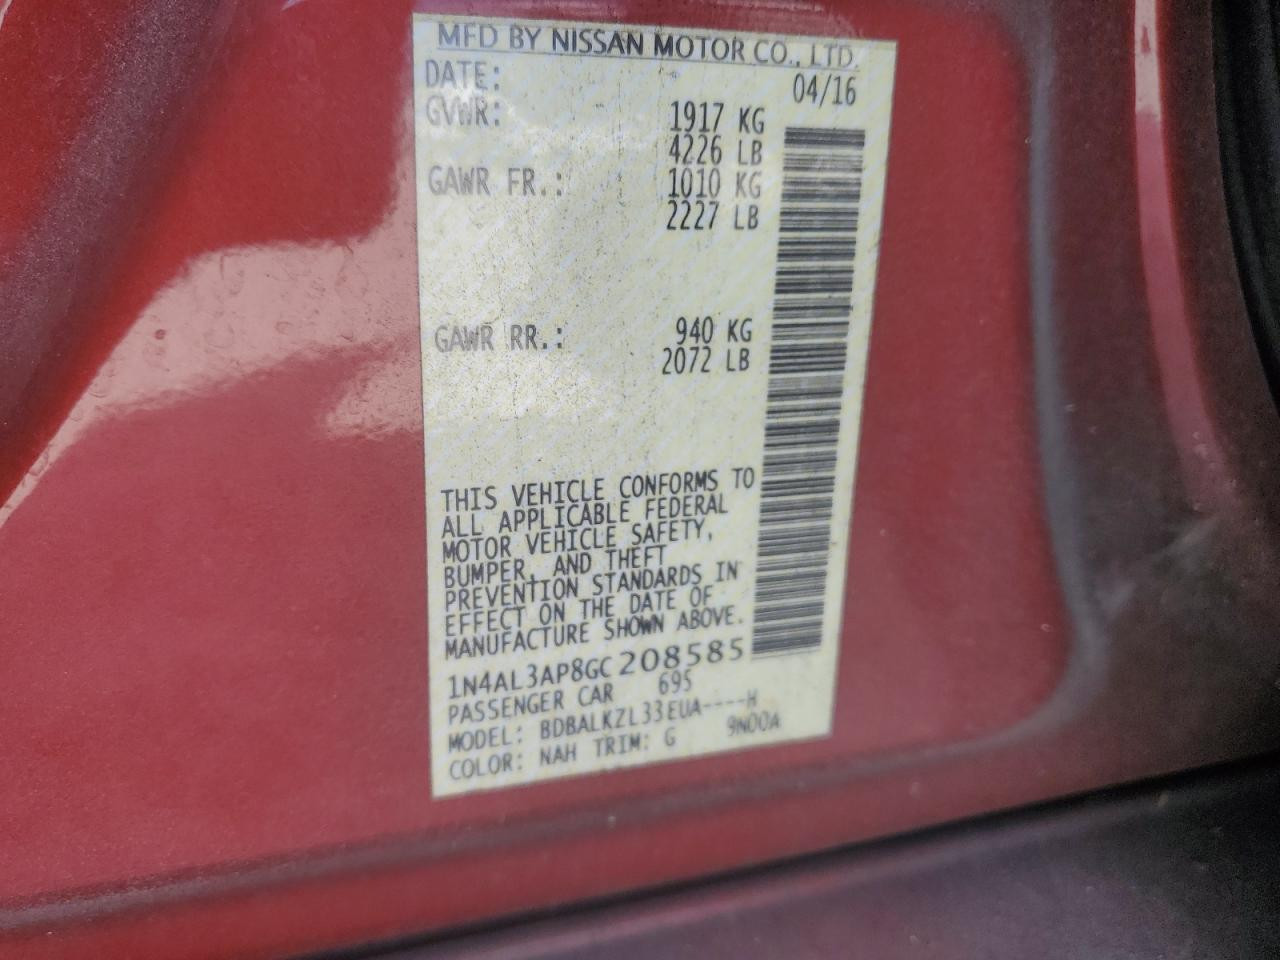 MFD BY NISSAN MOTOR CO., LTD.
DATE: 04/16
GVWR: 1917 KG
4226 LB
GAWR FR.: 1010 KG
2227 LB
GAWR RR.: 940 KG
2072 LB
THIS VEHICLE CONFORMS TO
ALL APPLICABLE FEDERAL
MOTOR VEHICLE SAFETY,
BUMPER, AND THEFT
PREVENTION STANDARDS IN
EFFECT ON THE DATE OF
MANUFACTURE SHOWN ABOVE.
1N4AL3AP8GC208585
PASSENGER CAR 695
MODEL: BDBALKZL33EUA----H
COLOR: NAH TRIM: G 9N00A